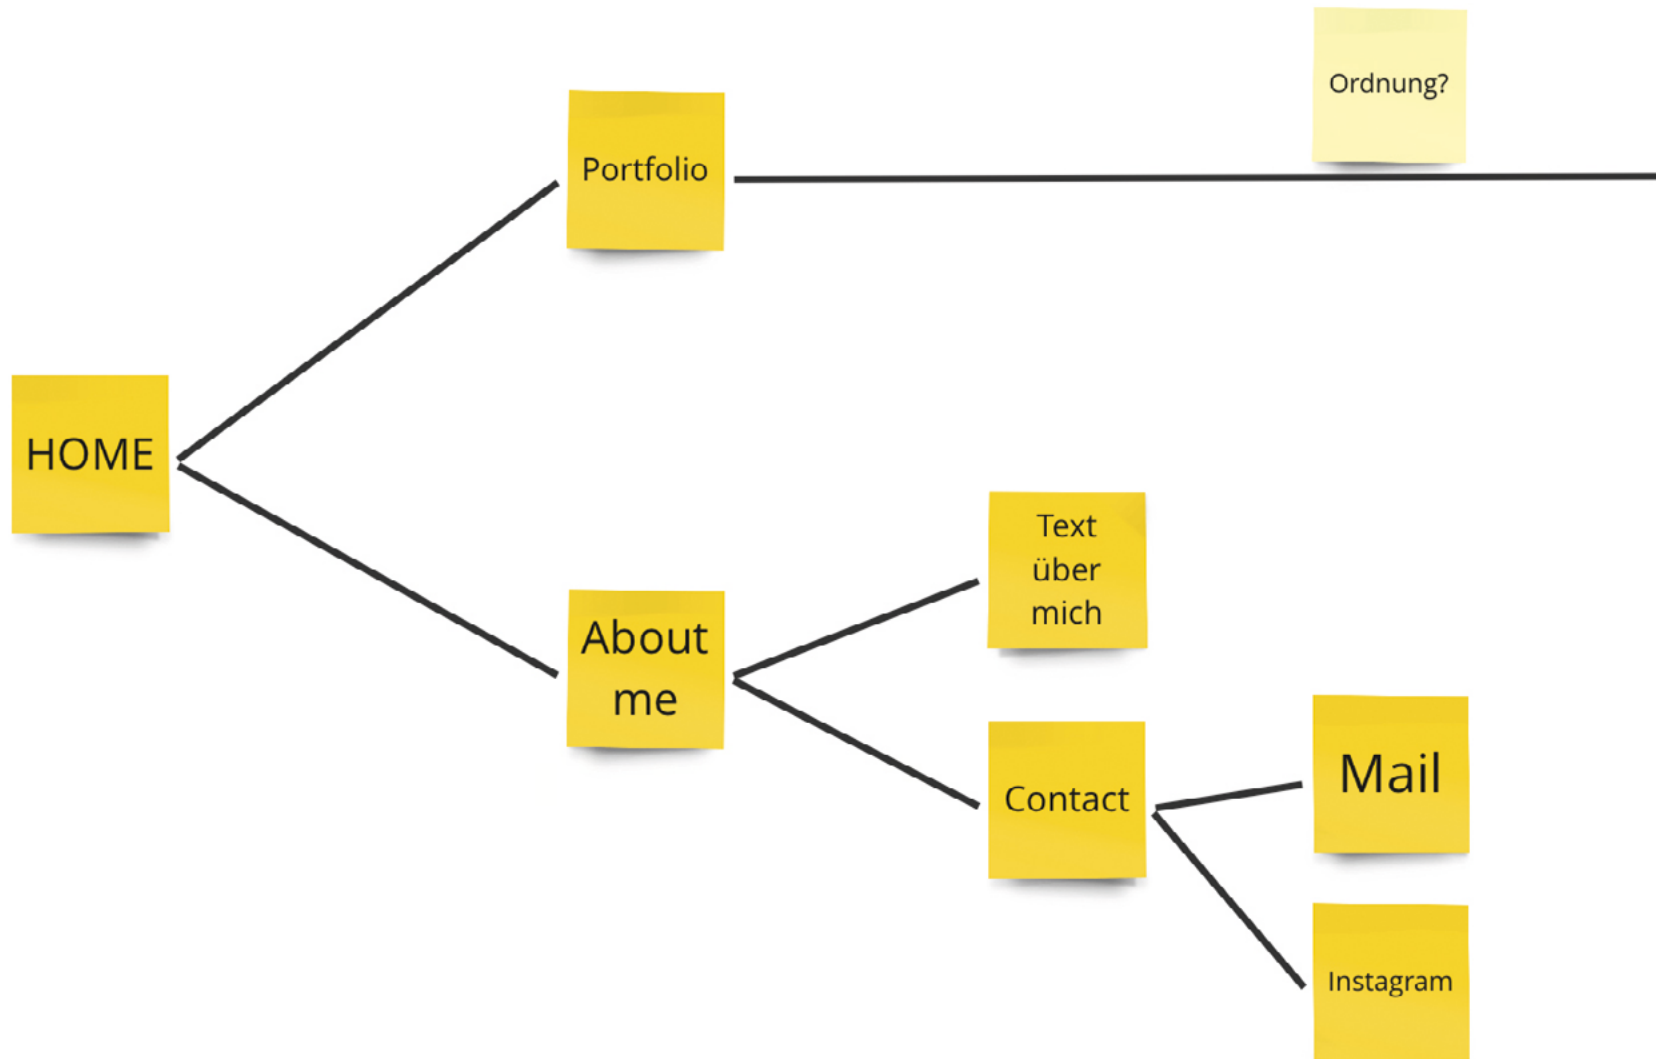 Ordnung?
Portfolio
HOME
Text
über
mich
About
me
Contact
Mail
Instagram